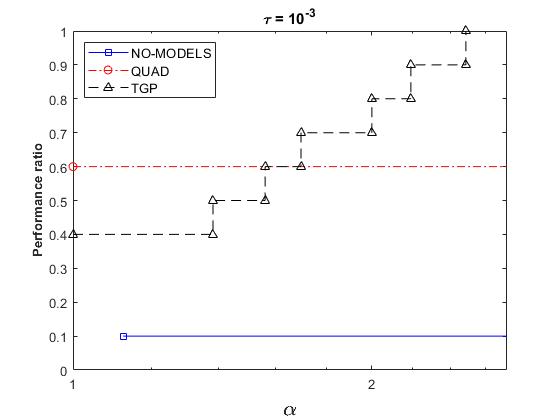 τ = 10⁻³
NO-MODELS
QUAD
TGP
1
0.9
0.8
0.7
0.6
0.5
0.4
0.3
0.2
0.1
0
Performance ratio
1 2
α